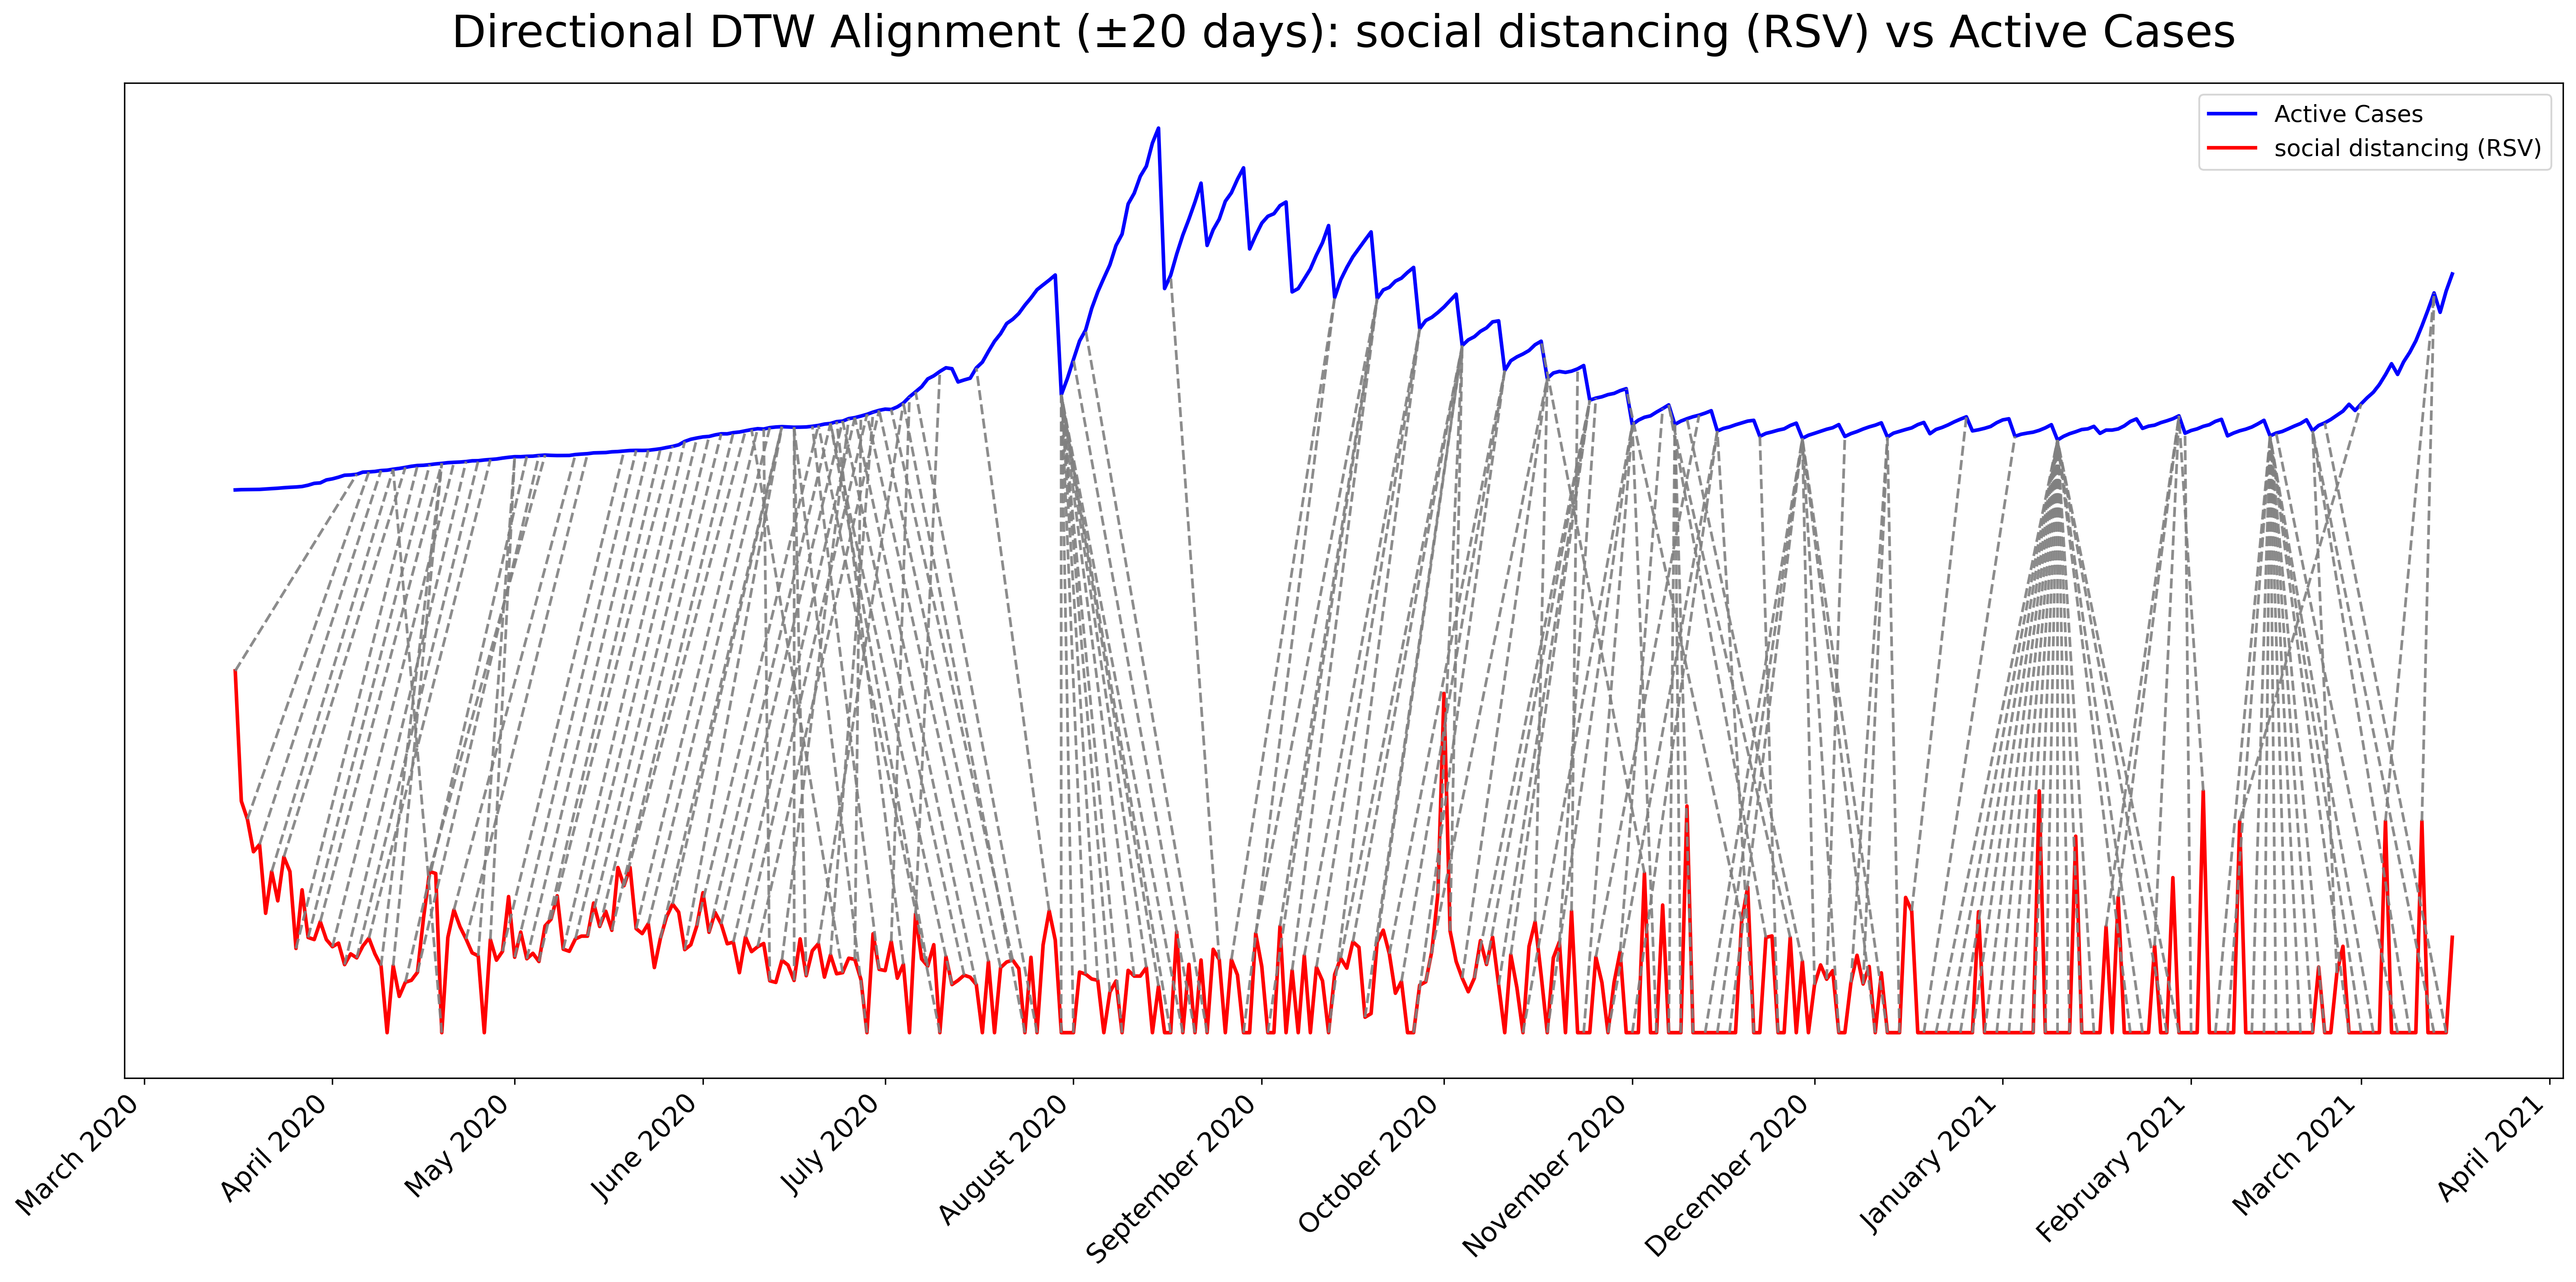 Directional DTW Alignment (±20 days): social distancing (RSV) vs Active Cases
Active Cases
social distancing (RSV)
March 2020
April 2020
May 2020
June 2020
July 2020
August 2020
September 2020
October 2020
November 2020
December 2020
January 2021
February 2021
March 2021
April 2021